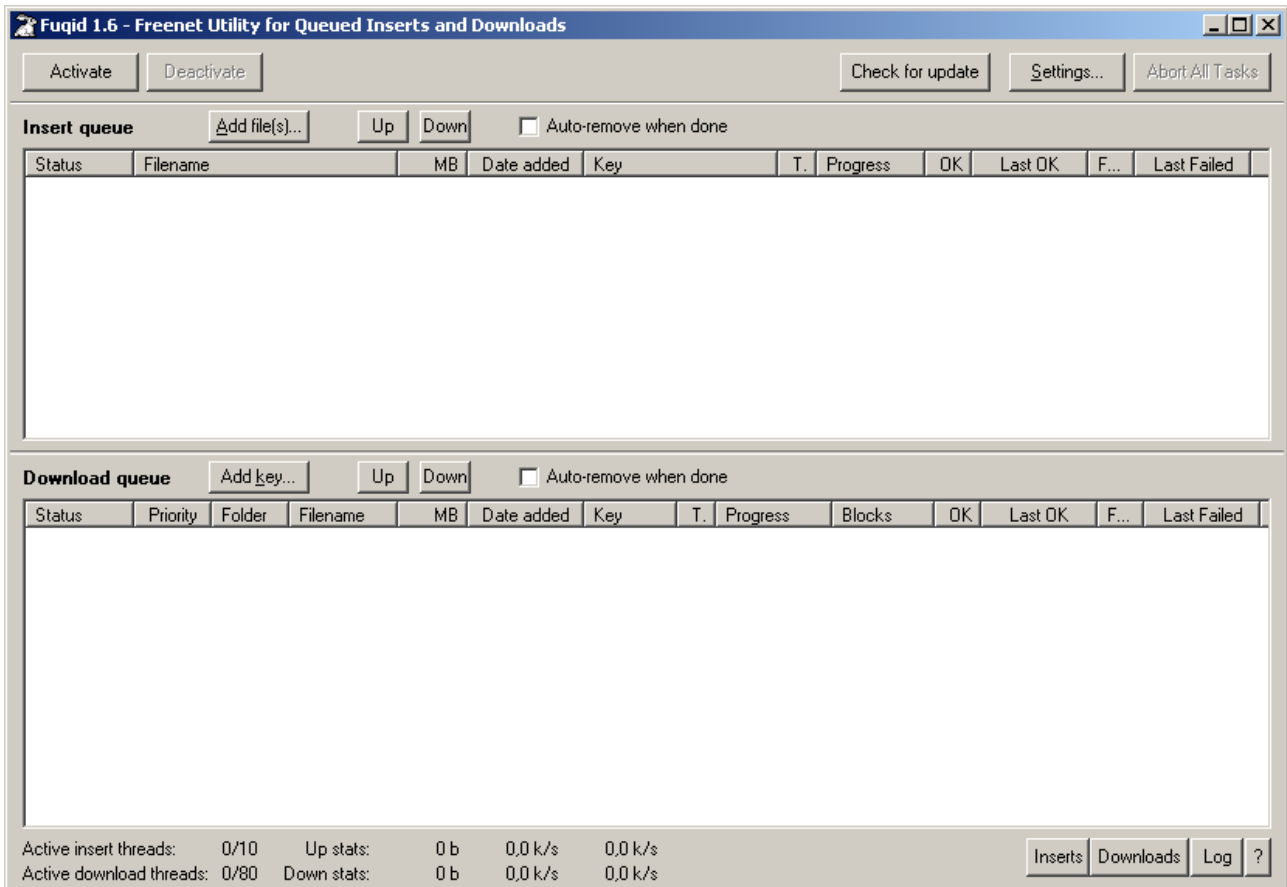 Fuqid 1.6 - Freenet Utility for Queued Inserts and Downloads
Activate Deactivate Check for update Settings... Abort All Tasks
Insert queue Add file(s)... Up Down Auto-remove when done
Status Filename MB Date added Key T. Progress OK Last OK F... Last Failed
Download queue Add key... Up Down Auto-remove when done
Status Priority Folder Filename MB Date added Key T. Progress Blocks OK Last OK F... Last Failed
Active insert threads: 0/10 Up stats: 0 b 0,0 k/s 0,0 k/s
Active download threads: 0/80 Down stats: 0 b 0,0 k/s 0,0 k/s
Inserts Downloads Log ?